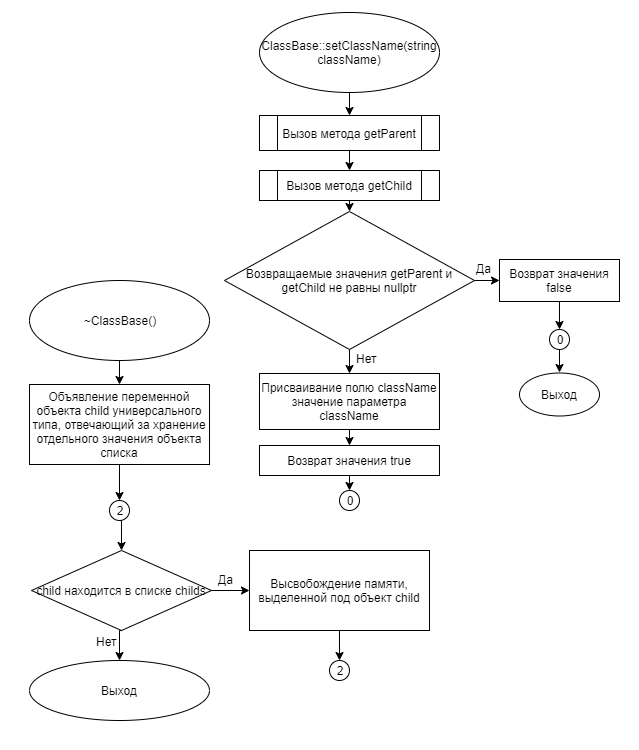 ClassBase::setClassName(string
className)
Вызов метода getParent
Вызов метода getChild
Возвращаемые значения getParent и
getChild не равны nullptr
Да
Возврат значения
false
0
Выход
Нет
Присваивание полю className
значение параметра
className
Возврат значения true
0
~ClassBase()
Объявление переменной
объекта child универсального
типа, отвечающий за хранение
отдельного значения объекта
списка
2
child находится в списке childs
Да
Высвобождение памяти,
выделенной под объект child
2
Нет
Выход